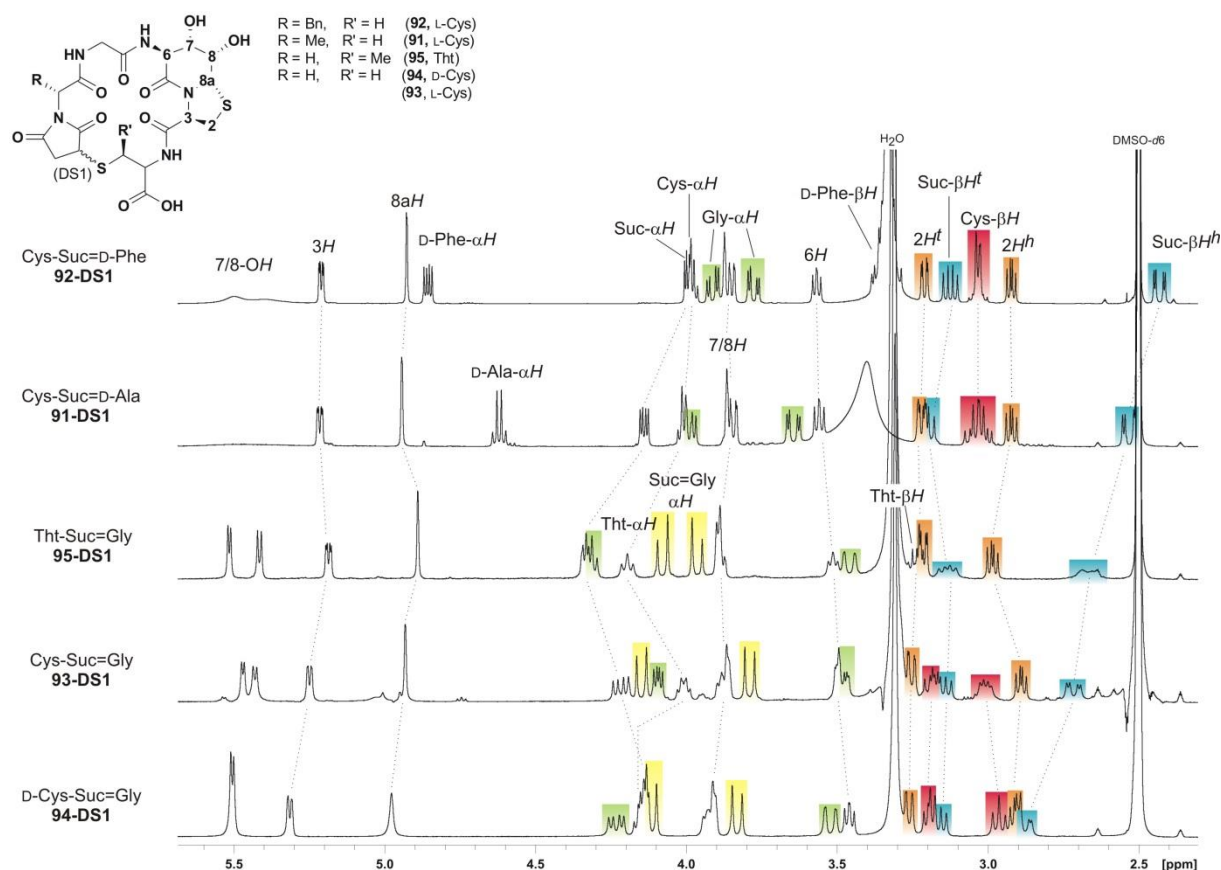 R = Bn, R' = H (92, L-Cys)
R = Me, R' = H (91, L-Cys)
R = H, R' = Me (95, Tht)
R = H, R' = H (94, D-Cys)
(93, L-Cys)
H
N
OH
7
OH
NH
O
6
8
8a
R
O
O
N
S
N
O
O
3
2
O
R'
NH
S
(DS1)
O
OH
H2O
DMSO-d6
Cys-αH
Suc-βHᵗ
8aH
D-Phe-βH
Cys-βH
Suc-αH
Gly-αH
3H
D-Phe-αH
6H
2Hᵗ
2Hʰ
Suc-βHʰ
Cys-Suc=D-Phe
92-DS1
7/8-OH
7/8H
D-Ala-αH
Cys-Suc=D-Ala
91-DS1
Suc=Gly
αH
Tht-αH
Tht-βH
Tht-Suc=Gly
95-DS1
Cys-Suc=Gly
93-DS1
D-Cys-Suc=Gly
94-DS1
5.5 5.0 4.5 4.0 3.5 3.0 2.5 [ppm]